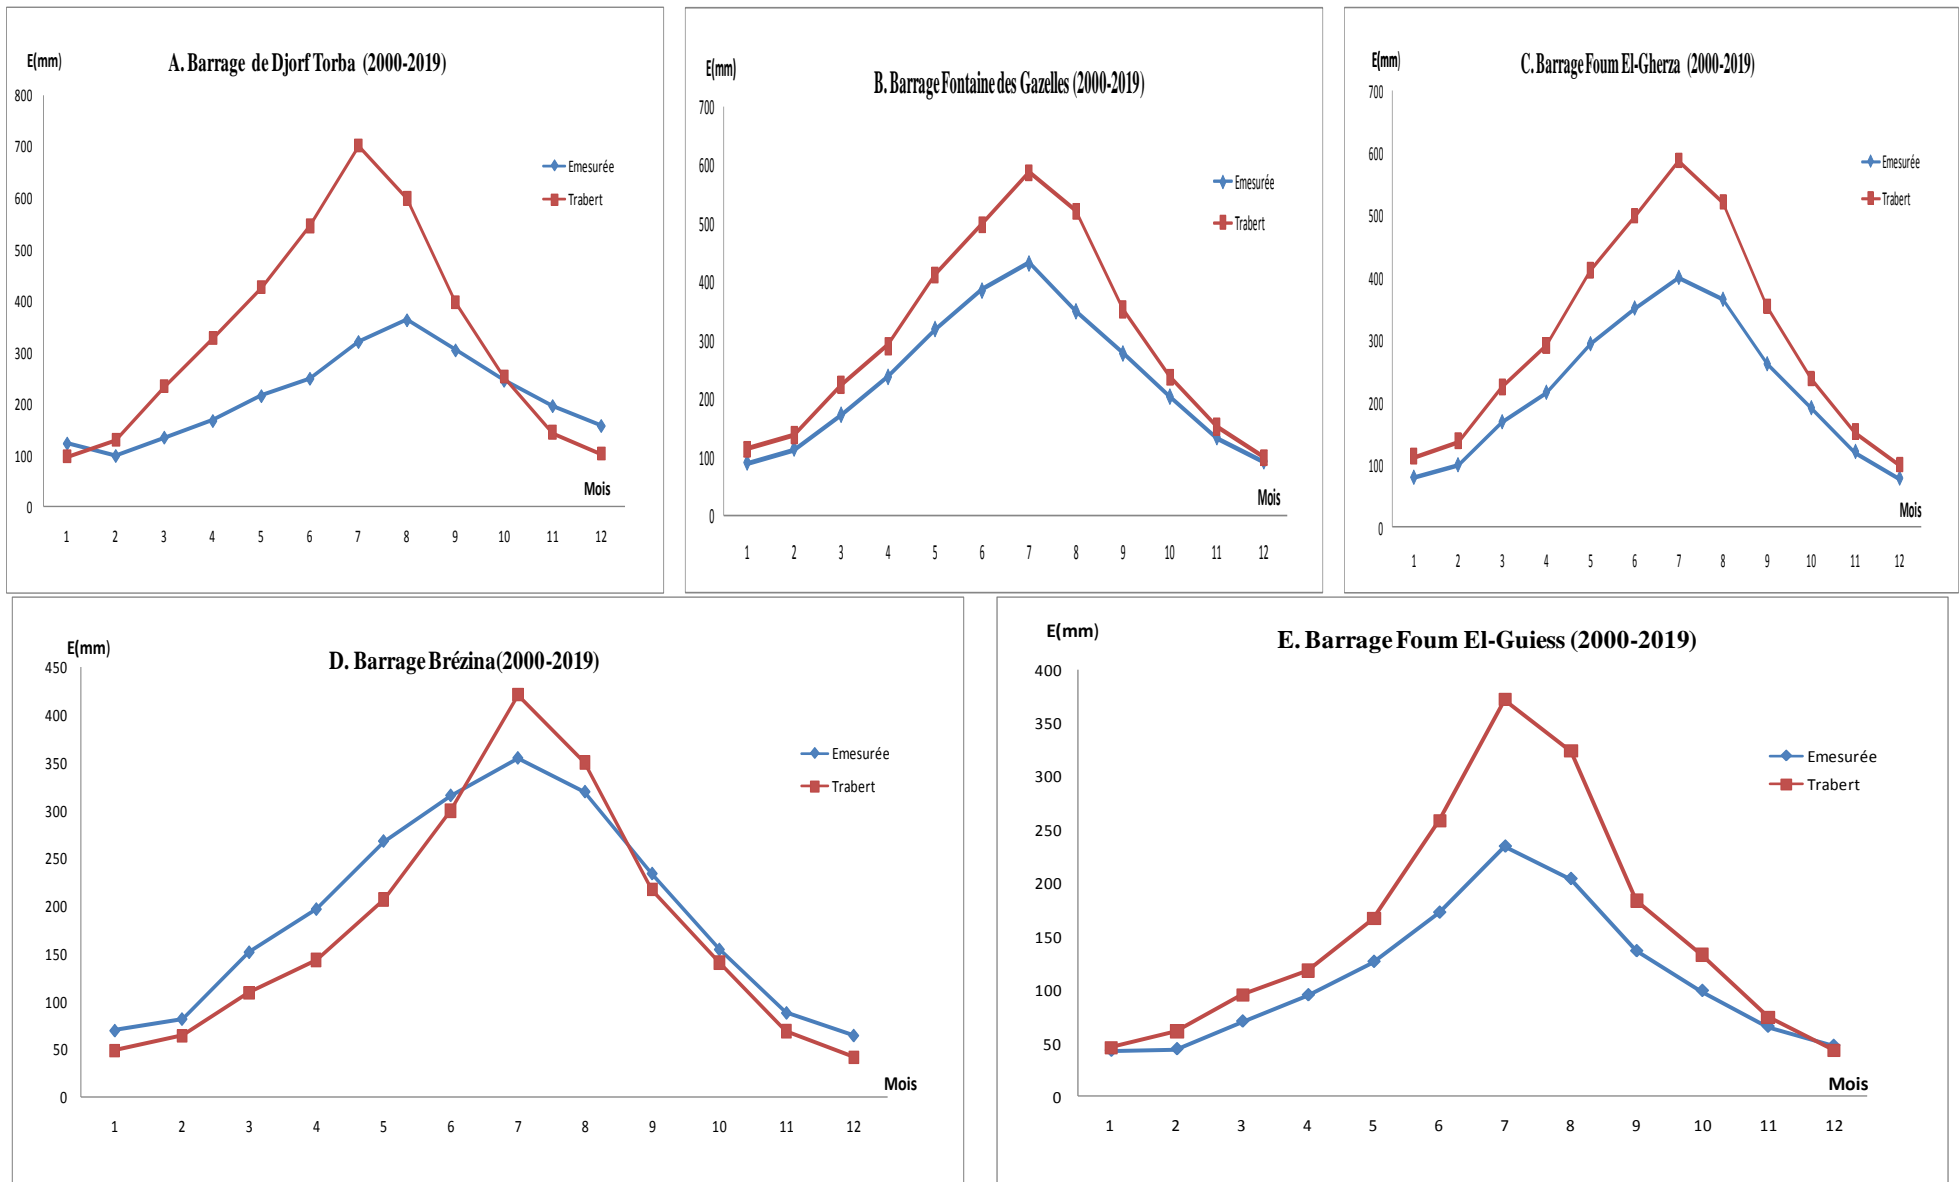 A. Barrage de Djorf Torba (2000-2019)
E(mm)
800
700
600
500
400
300
200
100
0
Emesurée
Trabert
Mois
1 2 3 4 5 6 7 8 9 10 11 12
B. Barrage Fontaine des Gazelles (2000-2019)
E(mm)
700
600
500
400
300
200
100
0
Emesurée
Trabert
Mois
1 2 3 4 5 6 7 8 9 10 11 12
C. Barrage Foum El-Gherza (2000-2019)
E(mm)
700
600
500
400
300
200
100
0
Emesurée
Trabert
Mois
1 2 3 4 5 6 7 8 9 10 11 12
D. Barrage Brézina(2000-2019)
E(mm)
450
400
350
300
250
200
150
100
50
0
Emesurée
Trabert
Mois
1 2 3 4 5 6 7 8 9 10 11 12
E. Barrage Foum El-Guiess (2000-2019)
E(mm)
400
350
300
250
200
150
100
50
0
Emesurée
Trabert
Mois
1 2 3 4 5 6 7 8 9 10 11 12